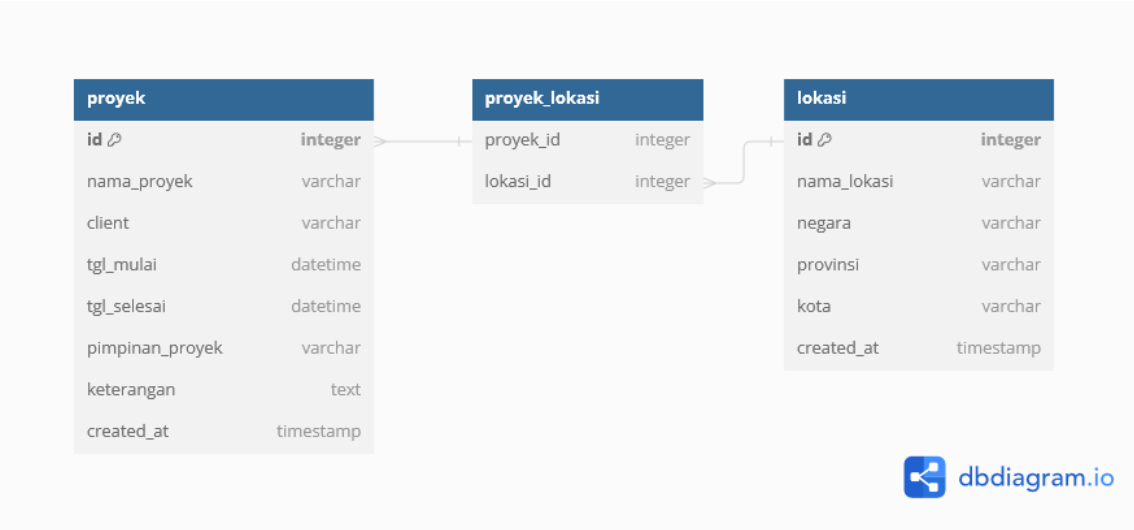 proyek
id integer
nama_proyek varchar
client varchar
tgl_mulai datetime
tgl_selesai datetime
pimpinan_proyek varchar
keterangan text
created_at timestamp
proyek_lokasi
proyek_id integer
lokasi_id integer
lokasi
id integer
nama_lokasi varchar
negara varchar
provinsi varchar
kota varchar
created_at timestamp
dbdiagram.io